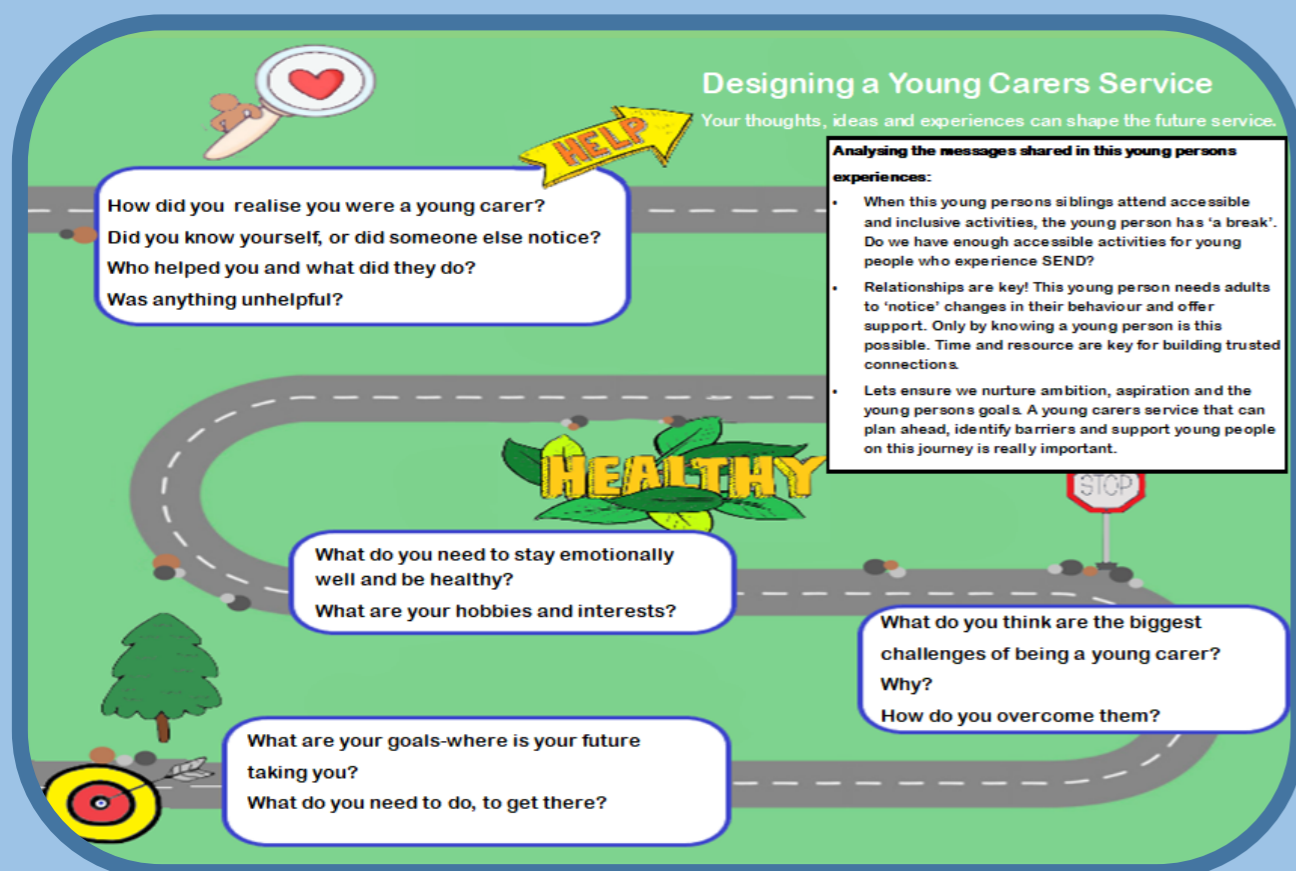 Designing a Young Carers Service
Your thoughts, ideas and experiences can shape the future service.
HELP
How did you realise you were a young carer?
Did you know yourself, or did someone else notice?
Who helped you and what did they do?
Was anything unhelpful?
Analysing the messages shared in this young persons
experiences:
• When this young persons siblings attend accessible
and inclusive activities, the young person has ‘a break’.
Do we have enough accessible activities for young
people who experience SEND?
• Relationships are key! This young person needs adults
to ‘notice’ changes in their behaviour and offer
support. Only by knowing a young person is this
possible. Time and resource are key for building trusted
connections.
• Lets ensure we nurture ambition, aspiration and the
young persons goals. A young carers service that can
plan ahead, identify barriers and support young people
on this journey is really important.
HEALTHY
STOP
What do you need to stay emotionally
well and be healthy?
What are your hobbies and interests?
What do you think are the biggest
challenges of being a young carer?
Why?
How do you overcome them?
What are your goals-where is your future
taking you?
What do you need to do, to get there?